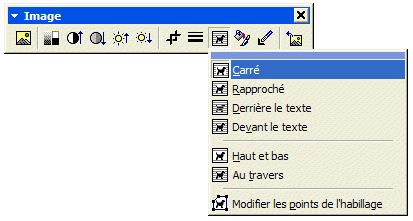 Image
Carré
Rapproché
Derrière le texte
Devant le texte
Haut et bas
Au travers
Modifier les points de l'habillage